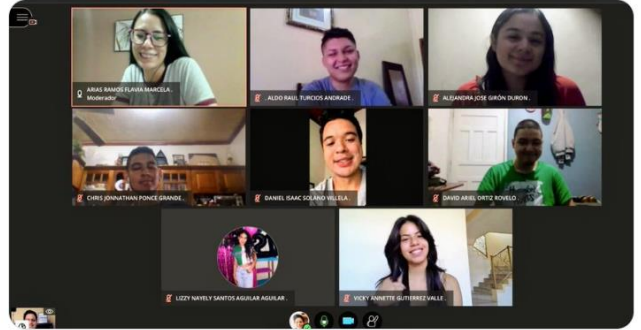 ARIAS RAMOS FLAVIA MARCELA .
Moderador
. ALDO RAUL TURCIOS ANDRADE .
ALEJANDRA JOSE GIRÓN DURON .
CHRIS JONNATHAN PONCE GRANDE .
DANIEL ISAAC SOLANO VILLELA .
DAVID ARIEL ORTIZ ROVELO .
LIZZY NAYELY SANTOS AGUILAR AGUILAR .
VICKY ANNETTE GUTIERREZ VALLE .